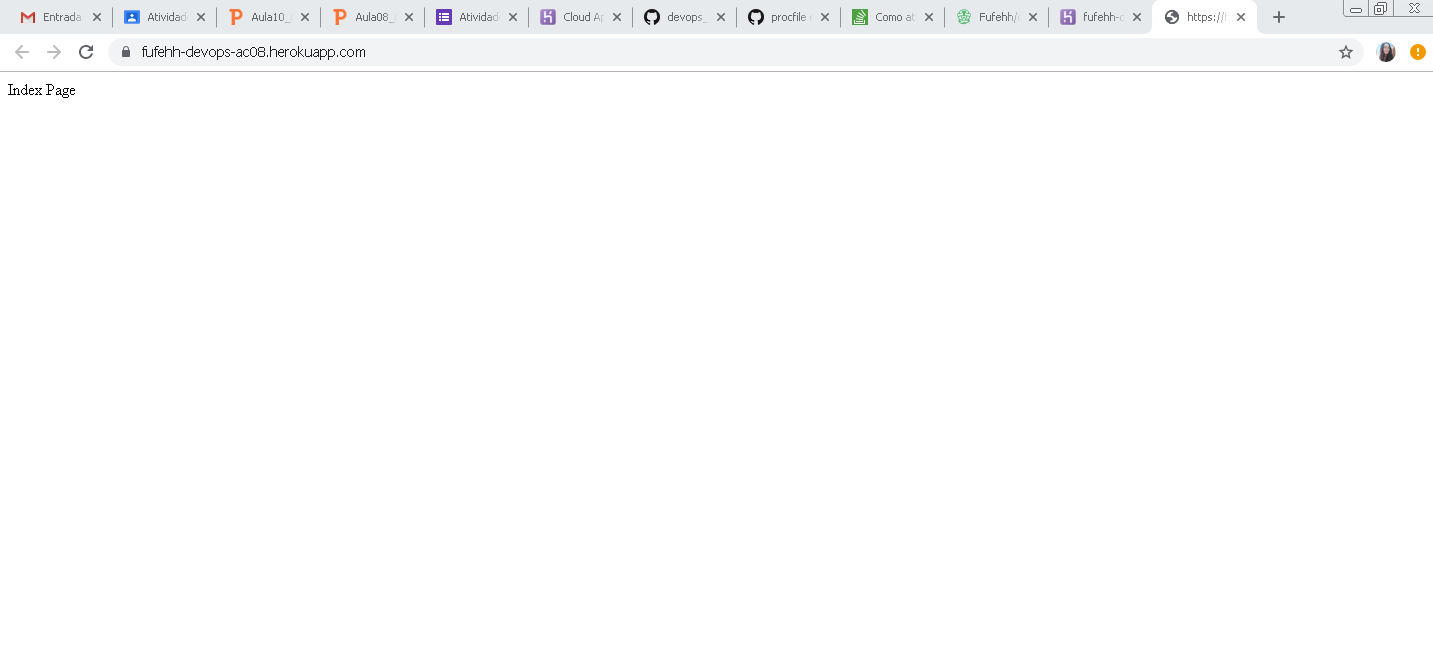 Entrada
Atividad
Aula10_
Aula08_
Atividad
Cloud Ap
devops_
procfile
Como at
Fufehh/
fufehh-d
https://
fufehh-devops-ac08.herokuapp.com
Index Page